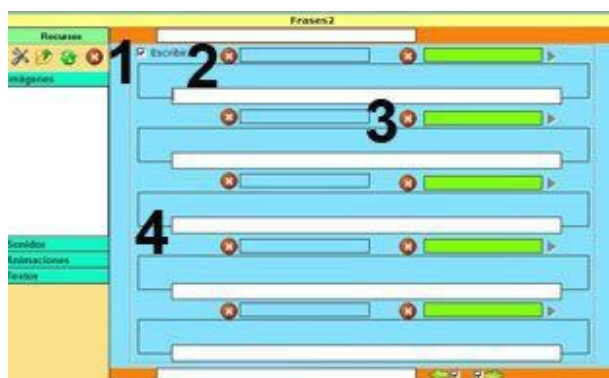 Frases2
Recursos
1
Escribir
2
Imágenes
3
4
Sonidos
Animaciones
Textos